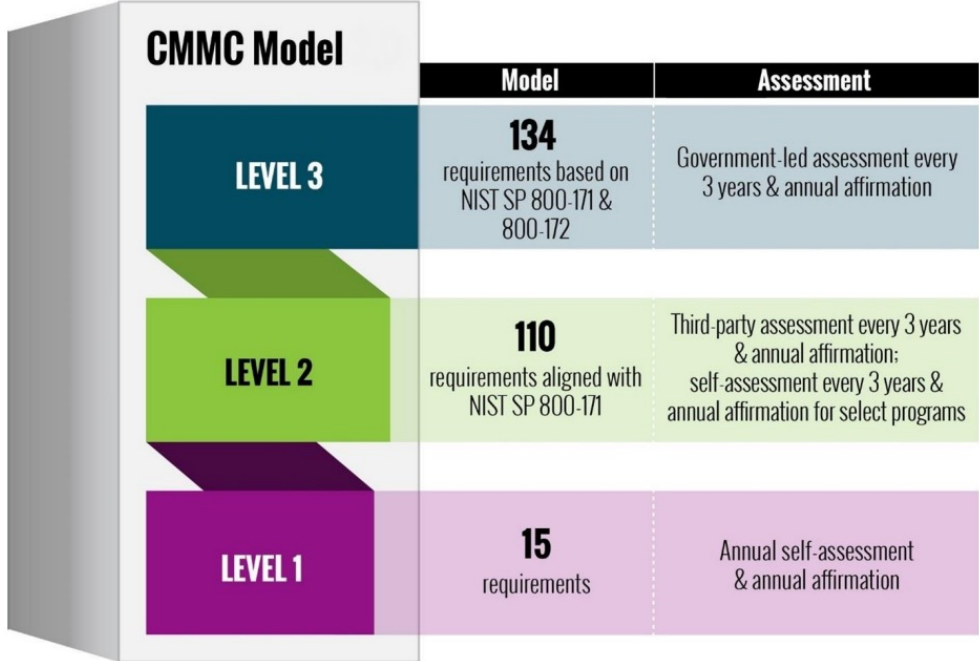 CMMC Model
Model
Assessment
LEVEL 3
134
requirements based on
NIST SP 800-171 &
800-172
Government-led assessment every
3 years & annual affirmation
LEVEL 2
110
requirements aligned with
NIST SP 800-171
Third-party assessment every 3 years
& annual affirmation;
self-assessment every 3 years &
annual affirmation for select programs
LEVEL 1
15
requirements
Annual self-assessment
& annual affirmation